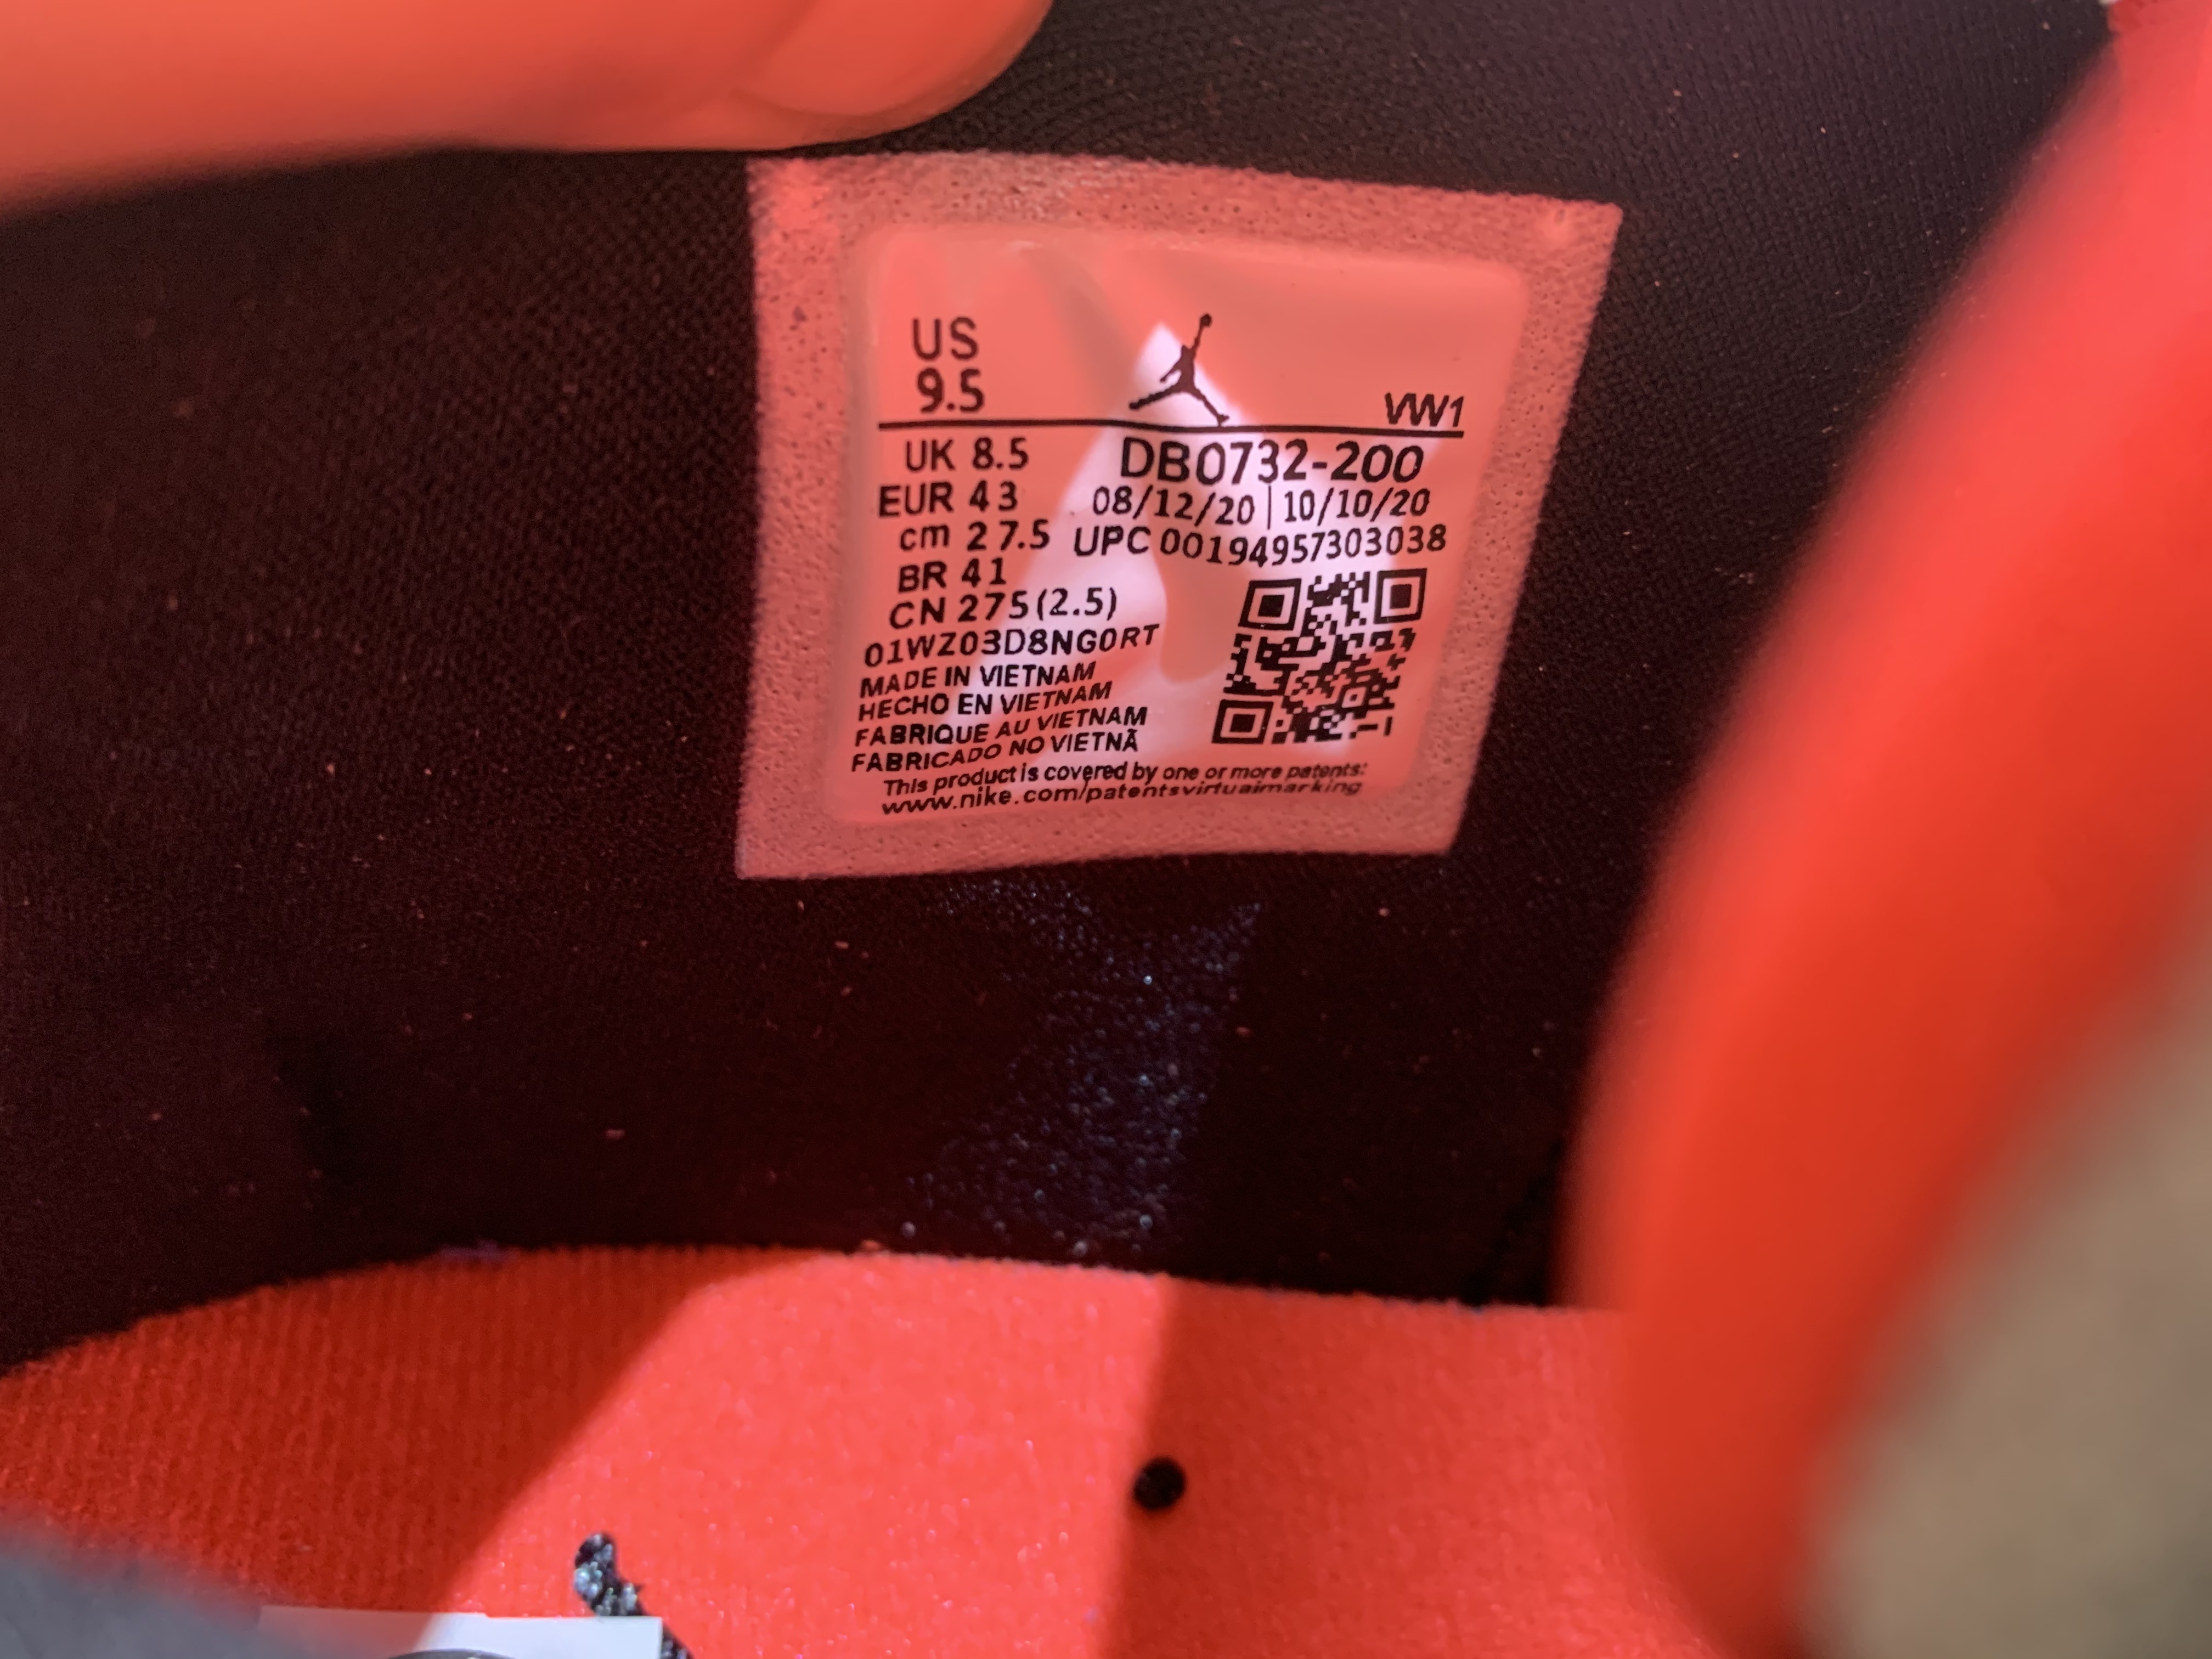 US
9.5
VW1
UK 8.5
DB0732-200
EUR 43
08/12/20 | 10/10/20
cm 27.5
UPC 00194957303038
BR 41
CN 275(2.5)
01WZ03D8NG0RT
MADE IN VIETNAM
HECHO EN VIETNAM
FABRIQUE AU VIETNAM
FABRICADO NO VIETNÃ
This product is covered by one or more patents:
www.nike.com/patentsvirtualmarking